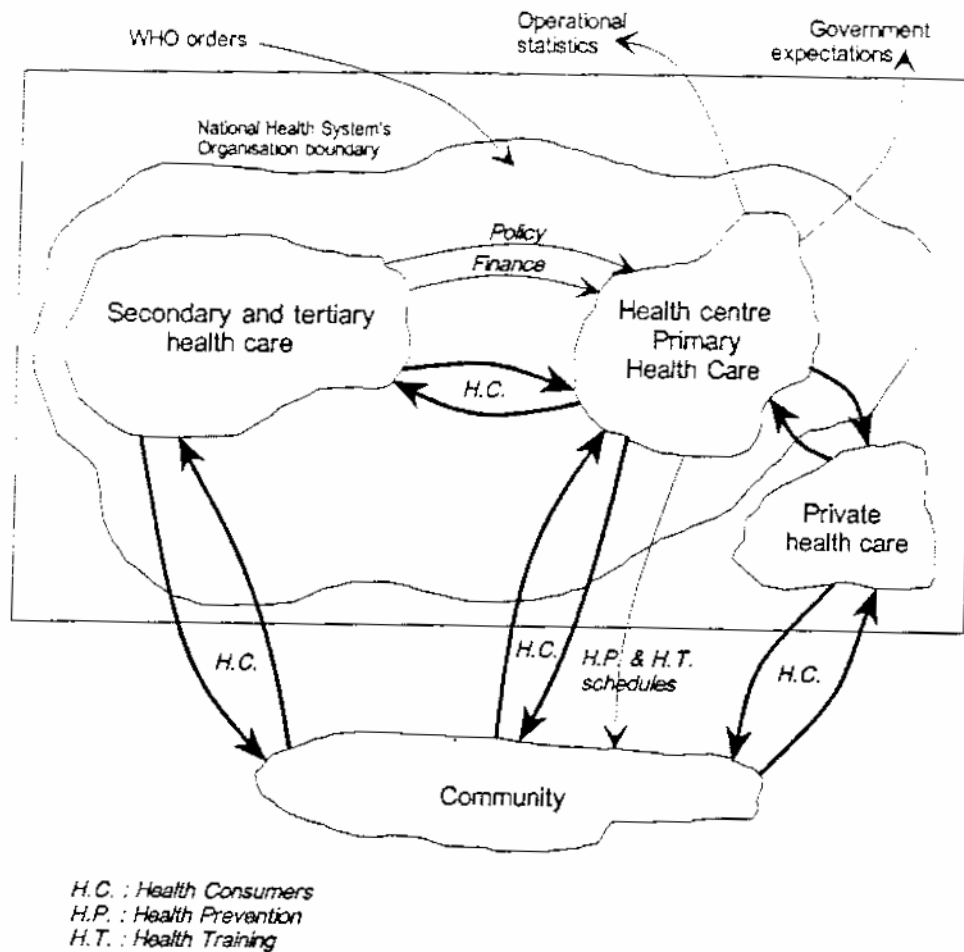 WHO orders
Operational
statistics
Government
expectations
National Health System's
Organisation boundary
Policy
Finance
Secondary and tertiary
health care
Health centre
Primary
Health Care
H.C.
Private
health care
H.C.
H.C.
H.P. & H.T.
schedules
H.C.
Community
H.C. : Health Consumers
H.P. : Health Prevention
H.T. : Health Training